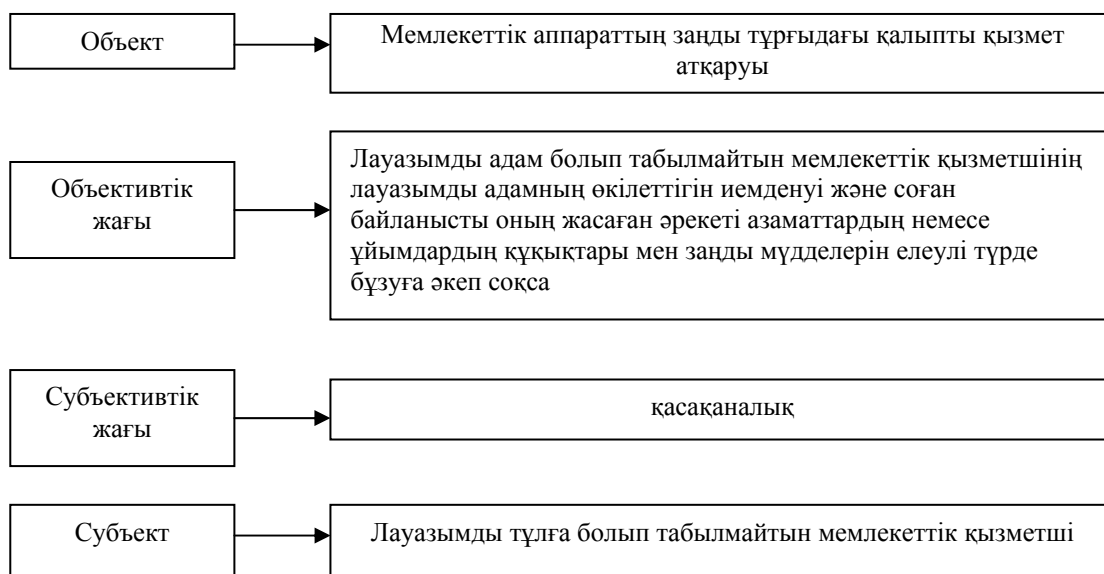 Объект
Мемлекеттік аппараттың заңды тұрғыдағы қалыпты қызмет
атқаруы
Объективтік
жағы
Лауазымды адам болып табылмайтын мемлекеттік қызметшінің
лауазымды адамның өкілеттігін иемденуі және соған
байланысты оның жасаған әрекеті азаматтардың немесе
ұйымдардың құқықтары мен заңды мүдделерін елеулі түрде
бұзуға әкеп соқса
Субъективтік
жағы
қасақаналық
Субъект
Лауазымды тұлға болып табылмайтын мемлекеттік қызметші